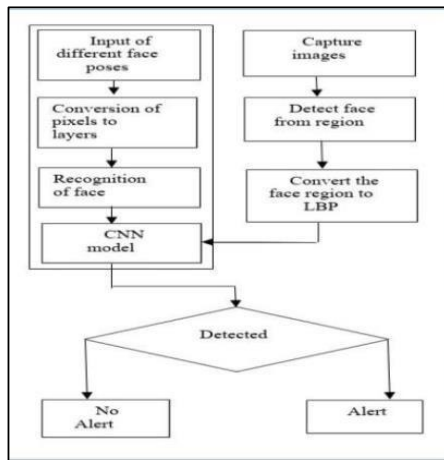 Input of
different face
poses
Conversion of
pixels to
layers
Recognition
of face
CNN
model
Capture
images
Detect face
from region
Convert the
face region to
LBP
Detected
No
Alert
Alert